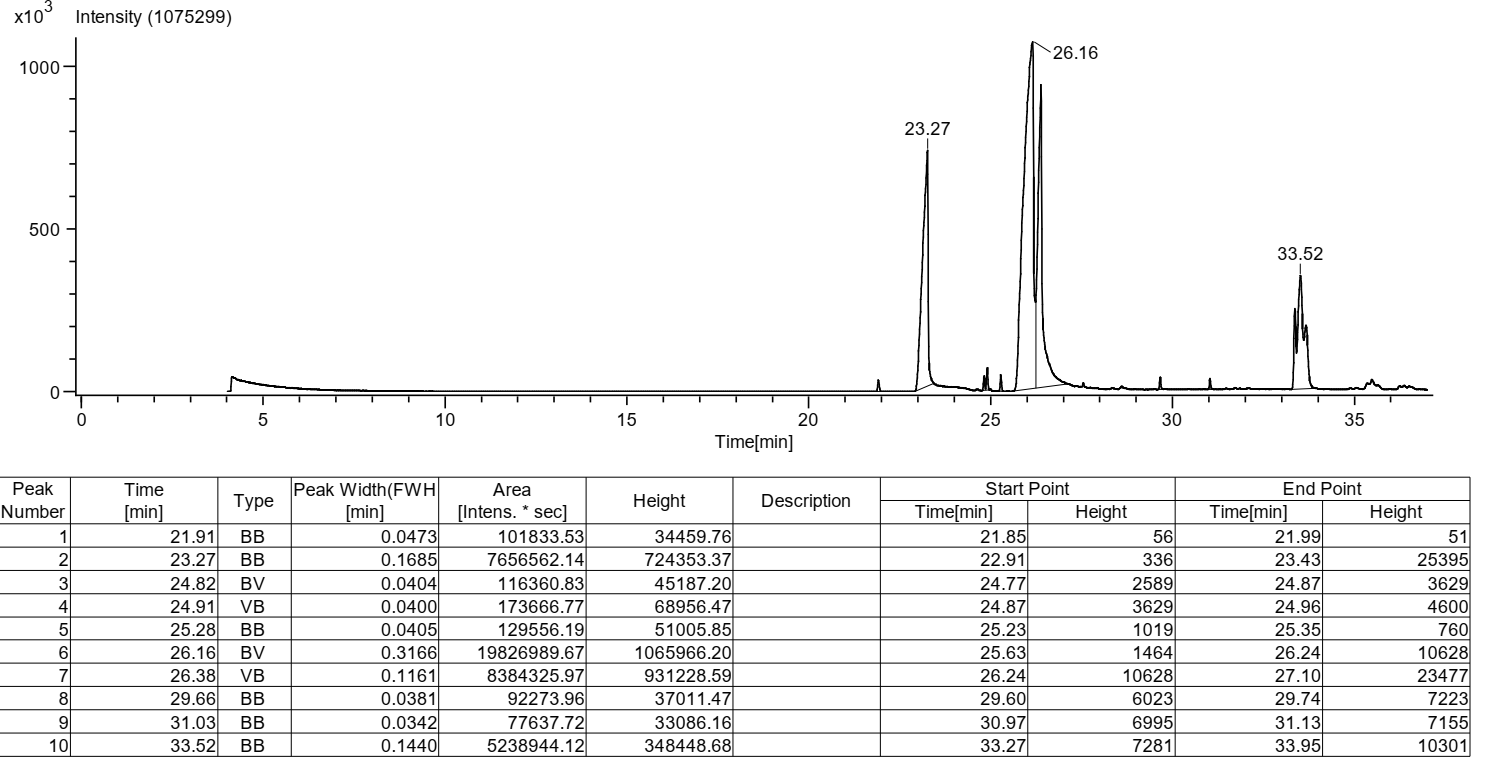 x10³ Intensity (1075299)
26.16
1000
23.27
500
33.52
0
0 5 10 15 20 25 30 35
Time[min]
Peak Number Time [min] Type Peak Width(FWH [min] Area [Intens. * sec] Height Description Start Point End Point
Time[min] Height Time[min] Height
1 21.91 BB 0.0473 101833.53 34459.76 21.85 56 21.99 51
2 23.27 BB 0.1685 7656562.14 724353.37 22.91 336 23.43 25395
3 24.82 BV 0.0404 116360.83 45187.20 24.77 2589 24.87 3629
4 24.91 VB 0.0400 173666.77 68956.47 24.87 3629 24.96 4600
5 25.28 BB 0.0405 129556.19 51005.85 25.23 1019 25.35 760
6 26.16 BV 0.3166 19826989.67 1065966.20 25.63 1464 26.24 10628
7 26.38 VB 0.1161 8384325.97 931228.59 26.24 10628 27.10 23477
8 29.66 BB 0.0381 92273.96 37011.47 29.60 6023 29.74 7223
9 31.03 BB 0.0342 77637.72 33086.16 30.97 6995 31.13 7155
10 33.52 BB 0.1440 5238944.12 348448.68 33.27 7281 33.95 10301